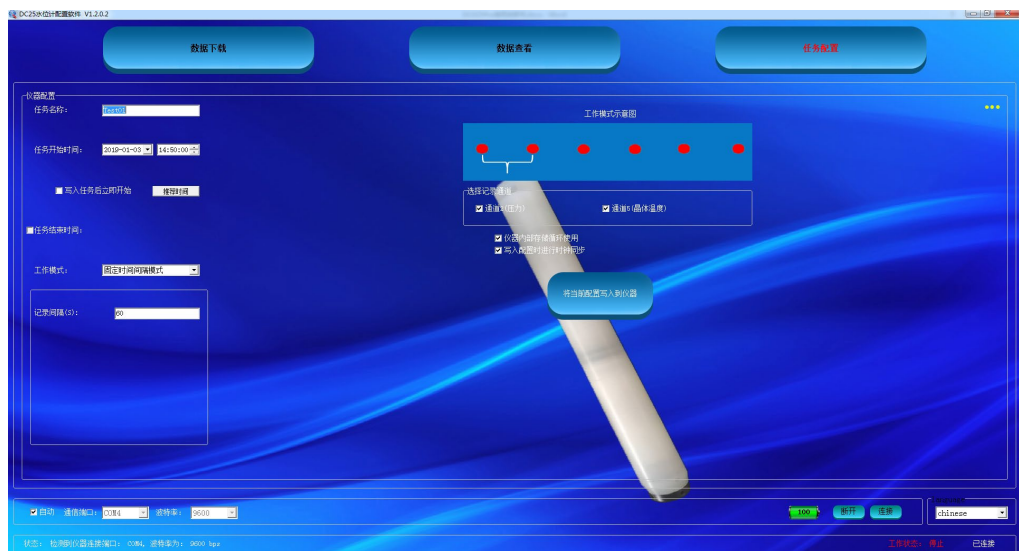 DC25水位计配置软件 V1.2.0.2
数据下载
数据查看
任务配置
仪器配置
任务名称:
Test01
任务开始时间:
2019-01-03
14:50:00
写入任务后立即开始
推荐时间
任务结束时间:
工作模式:
固定时间间隔模式
记录间隔(S):
60
工作模式示意图
选择记录通道
(压力)
通道5(晶体温度)
仪器内部存储循环使用
写入配置时进行时钟同步
将当前配置写入到仪器
自动
通信端口:
COM4
波特率:
9600
100
断开
连接
chinese
状态: 检测到仪器连接端口: COM4, 波特率为: 9600 bps
工作状态: 停止
已连接